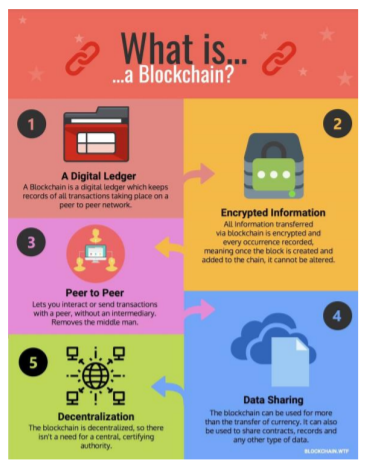 What is...
...a Blockchain?
1
A Digital Ledger
A Blockchain is a digital ledger which keeps
records of all transactions taking place on a
peer to peer network.
2
Encrypted Information
All Information transferred
via blockchain is encrypted and
every occurrence recorded,
meaning once the block is created and
added to the chain, it cannot be altered.
3
Peer to Peer
Lets you interact or send transactions
with a peer, without an intermediary.
Removes the middle man.
4
Data Sharing
The blockchain can be used for more
than the transfer of currency. It can also
be used to share contracts, records and
any other type of data.
5
Decentralization
The blockchain is decentralized, so there
isn't a need for a central, certifying
authority.
BLOCKCHAIN.WTF